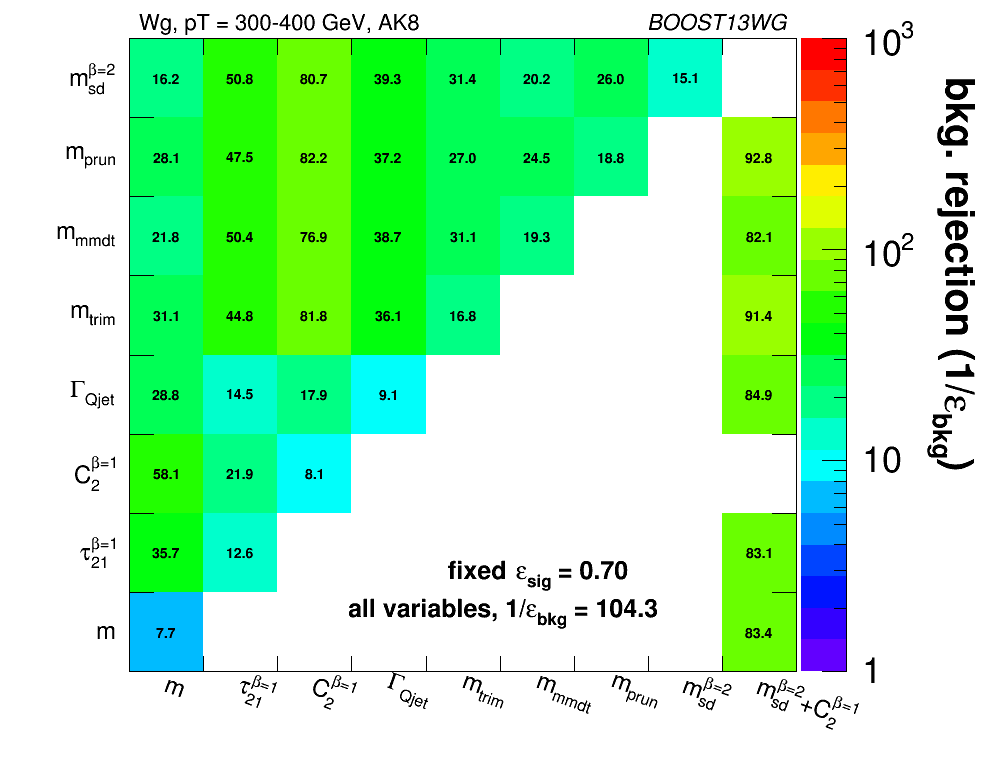 Wg, pT = 300-400 GeV, AK8 BOOST13WG
m_sd^β=2 16.2 50.8 80.7 39.3 31.4 20.2 26.0 15.1
m_prun 28.1 47.5 82.2 37.2 27.0 24.5 18.8 92.8
m_mmdt 21.8 50.4 76.9 38.7 31.1 19.3 82.1
m_trim 31.1 44.8 81.8 36.1 16.8 91.4
Γ_Qjet 28.8 14.5 17.9 9.1 84.9
C_2^β=1 58.1 21.9 8.1
τ_21^β=1 35.7 12.6 83.1
m 7.7 83.4
fixed ε_sig = 0.70
all variables, 1/ε_bkg = 104.3
m τ_21^β=1 C_2^β=1 Γ_Qjet m_trim m_mmdt m_prun m_sd^β=2 m_sd^β=2+C_2^β=1
10^3
10^2
10
1
bkg. rejection (1/ε_bkg)